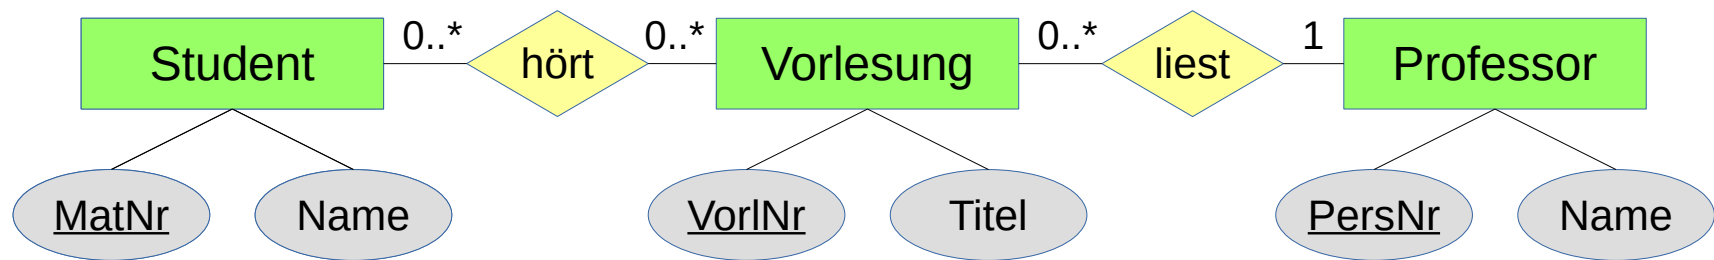 0..* 0..* 0..* 1
Student hört Vorlesung liest Professor
MatNr Name VorlNr Titel PersNr Name